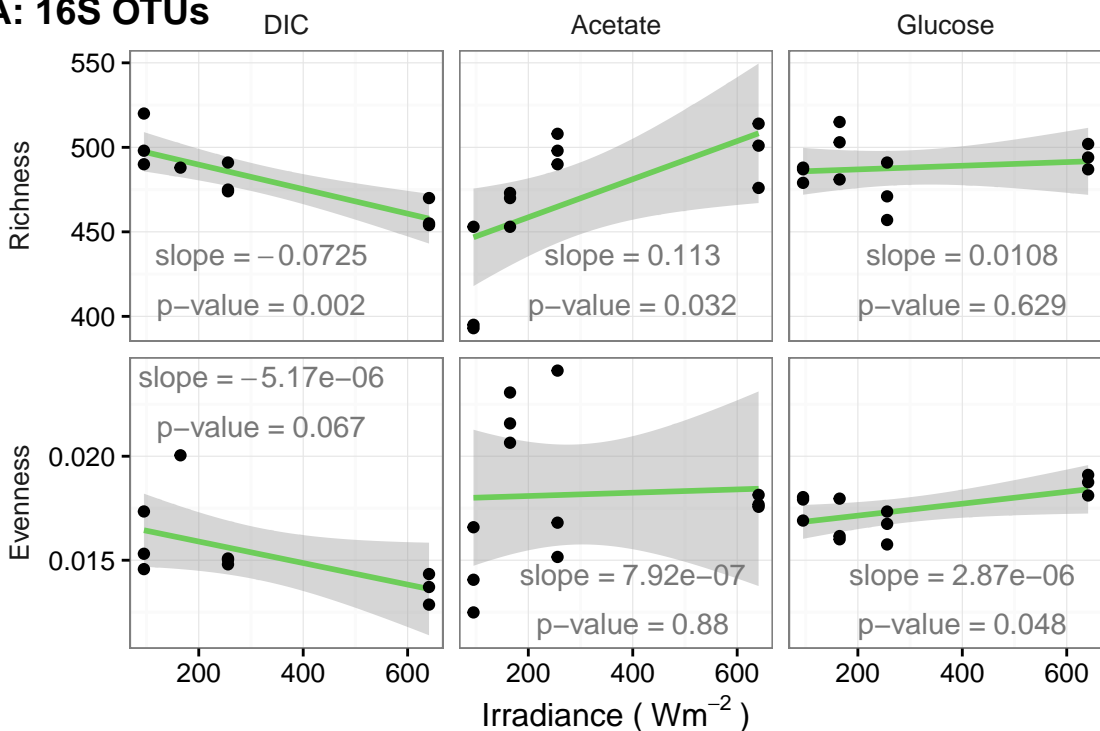 A: 16S OTUs
DIC
Acetate
Glucose
Richness
550
500
450
400
slope = −0.0725
p−value = 0.002
slope = 0.113
p−value = 0.032
slope = 0.0108
p−value = 0.629
Evenness
0.020
0.015
slope = −5.17e−06
p−value = 0.067
slope = 7.92e−07
p−value = 0.88
slope = 2.87e−06
p−value = 0.048
200 400 600
200 400 600
200 400 600
Irradiance ( Wm⁻² )